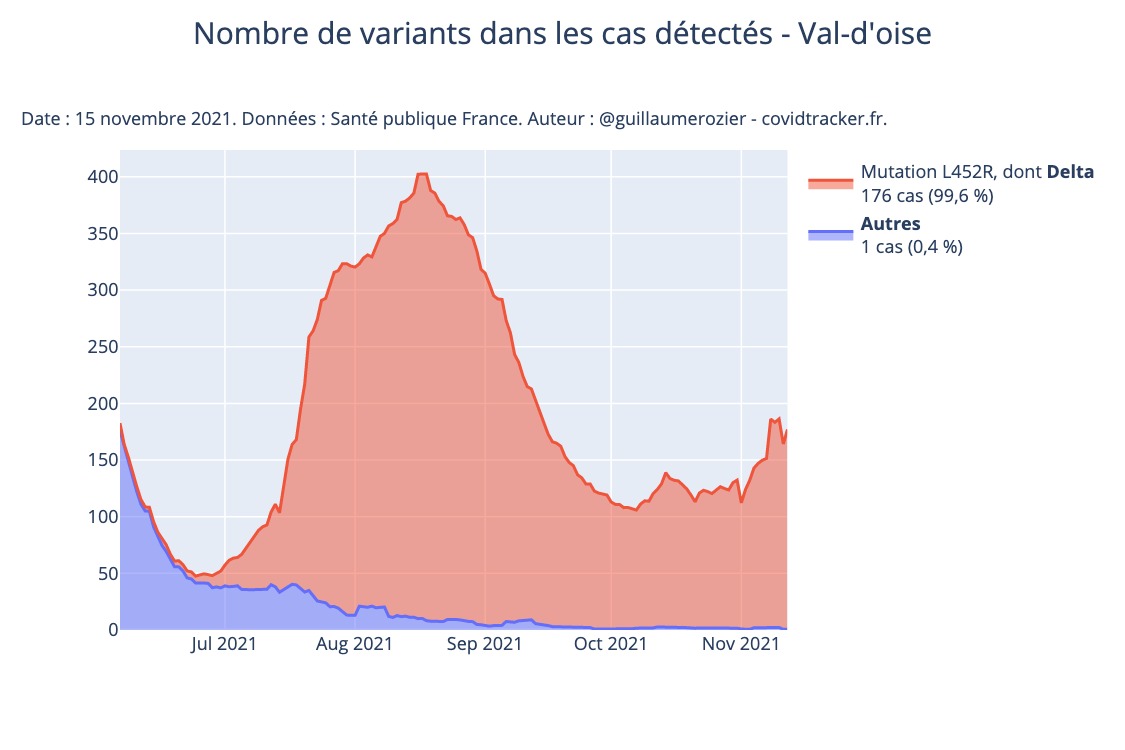 Nombre de variants dans les cas détectés - Val-d'oise
Date : 15 novembre 2021. Données : Santé publique France. Auteur : @guillaumerozier - covidtracker.fr.
Mutation L452R, dont Delta
176 cas (99,6 %)
Autres
1 cas (0,4 %)
400
350
300
250
200
150
100
50
0
Jul 2021
Aug 2021
Sep 2021
Oct 2021
Nov 2021